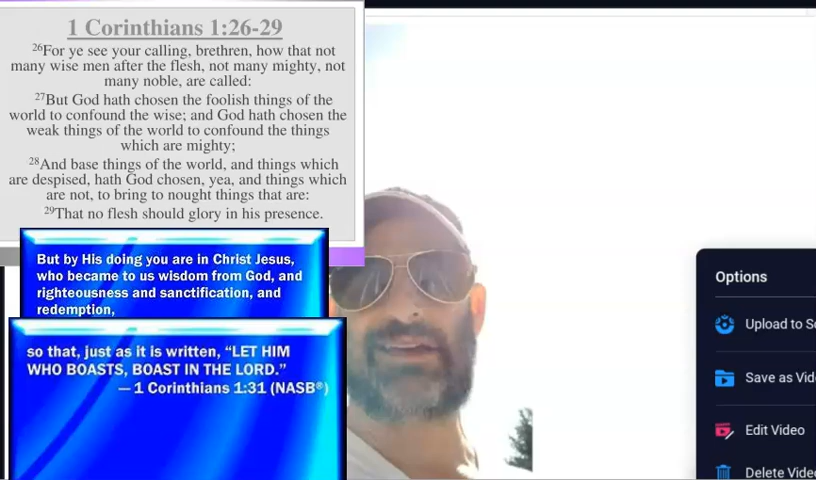 1 Corinthians 1:26-29
26For ye see your calling, brethren, how that not
many wise men after the flesh, not many mighty, not
many noble, are called:
27But God hath chosen the foolish things of the
world to confound the wise; and God hath chosen the
weak things of the world to confound the things
which are mighty;
28And base things of the world, and things which
are despised, hath God chosen, yea, and things which
are not, to bring to nought things that are:
29That no flesh should glory in his presence.
But by His doing you are in Christ Jesus,
who became to us wisdom from God, and
righteousness and sanctification, and
redemption,
so that, just as it is written, “LET HIM
WHO BOASTS, BOAST IN THE LORD.”
— 1 Corinthians 1:31 (NASB®)
Options
Upload to
Save as
Edit Video
Delete